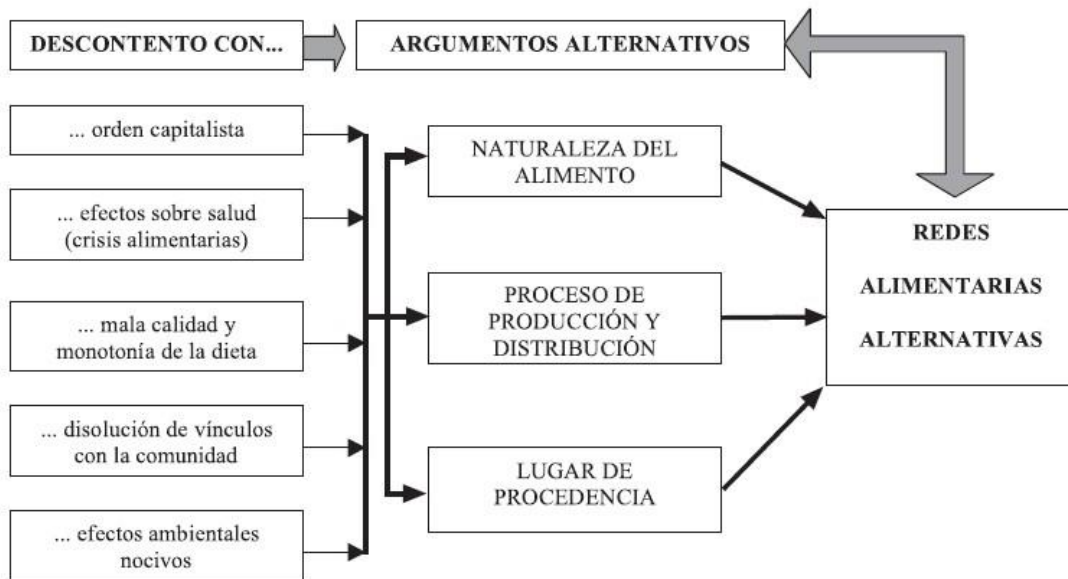 DESCONTENTO CON...
ARGUMENTOS ALTERNATIVOS
... orden capitalista
... efectos sobre salud
(crisis alimentarias)
... mala calidad y
monotonía de la dieta
... disolución de vínculos
con la comunidad
... efectos ambientales
nocivos
NATURALEZA DEL
ALIMENTO
PROCESO DE
PRODUCCIÓN Y
DISTRIBUCIÓN
LUGAR DE
PROCEDENCIA
REDES
ALIMENTARIAS
ALTERNATIVAS